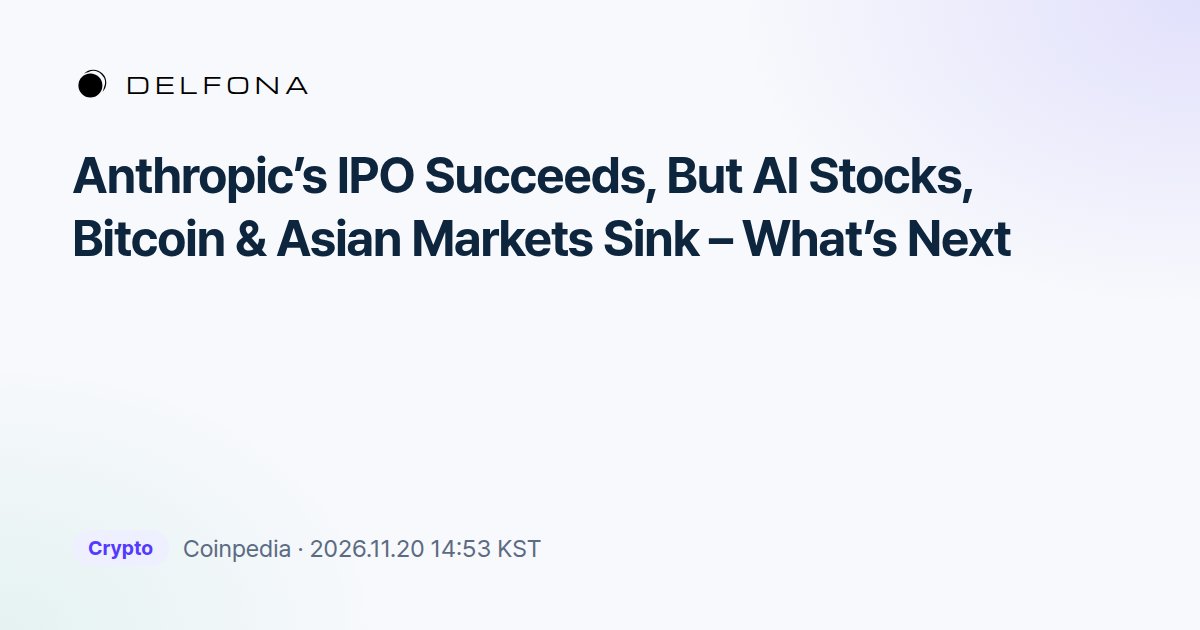 DELFONA
Anthropic’s IPO Succeeds, But AI Stocks,
Bitcoin & Asian Markets Sink – What’s Next
Crypto Coinpedia · 2026.11.20 14:53 KST